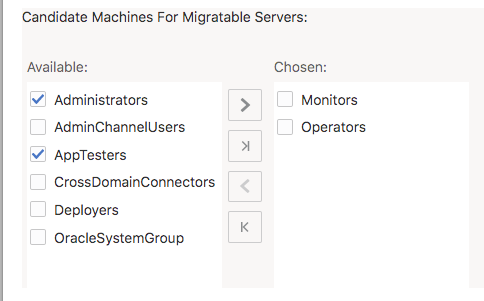 Candidate Machines For Migratable Servers:
Available:
Chosen:
Administrators
AdminChannelUsers
AppTesters
CrossDomainConnectors
Deployers
OracleSystemGroup
Monitors
Operators